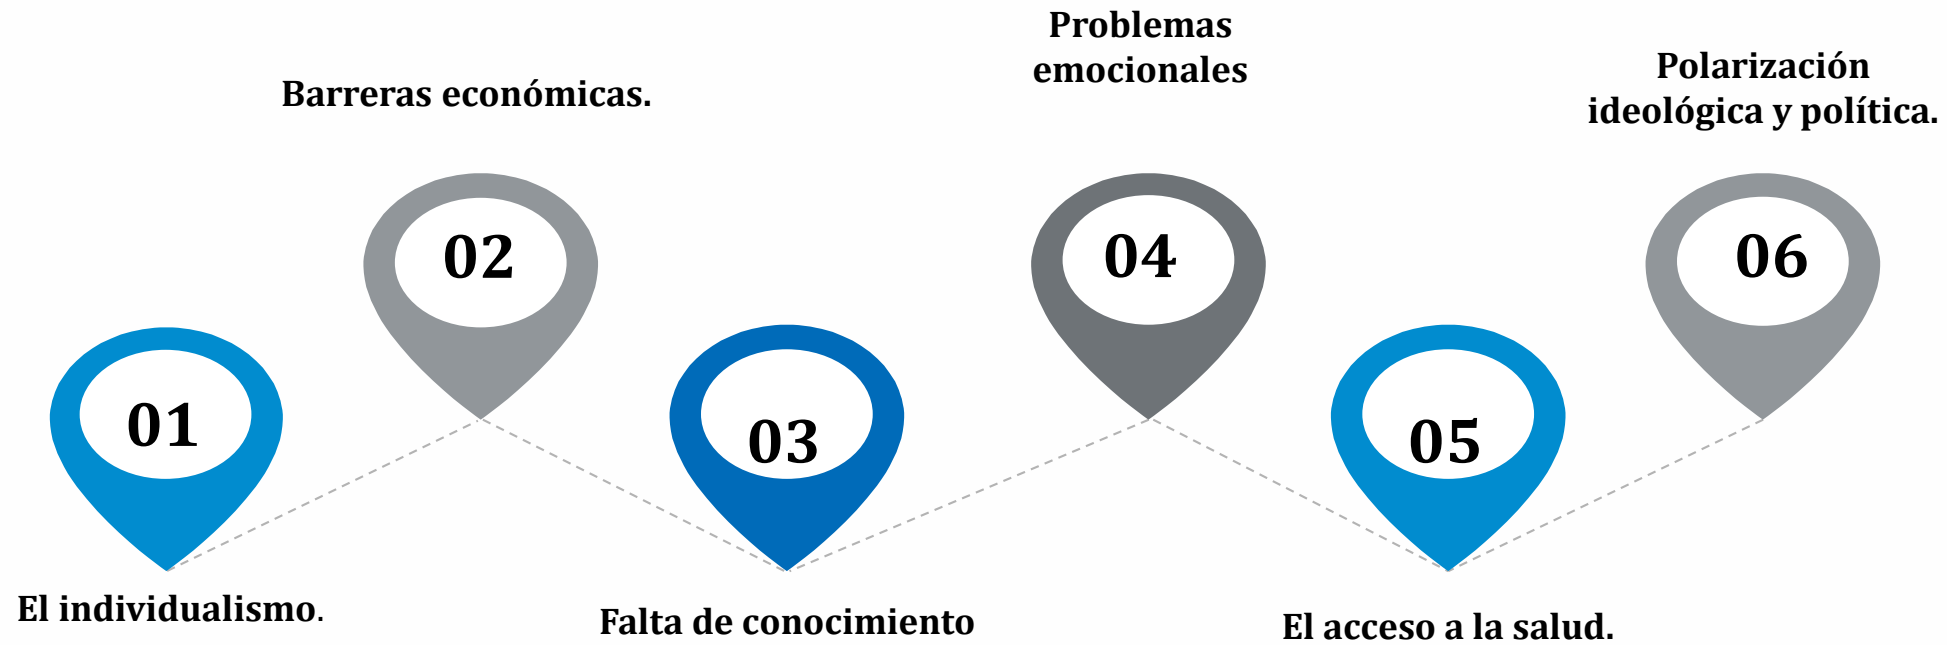 01
El individualismo.
Barreras económicas.
02
03
Falta de conocimiento
Problemas
emocionales
04
05
El acceso a la salud.
Polarización
ideológica y política.
06